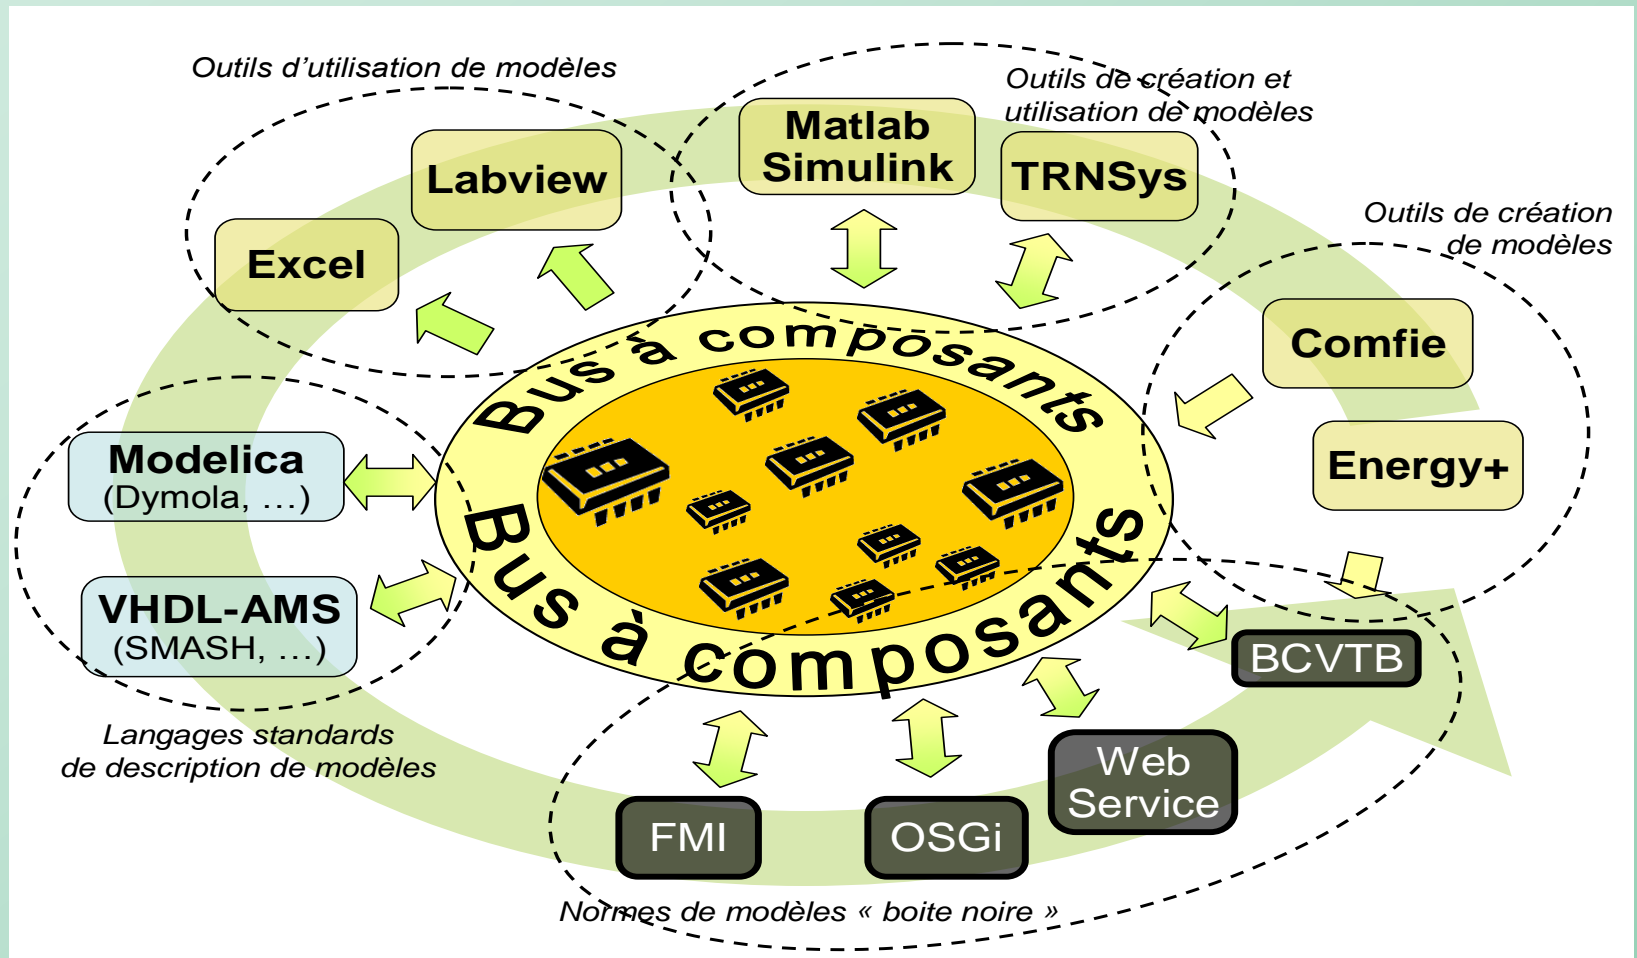 Outils d'utilisation de modèles
Outils de création et
utilisation de modèles
Matlab
Simulink
TRNSys
Labview
Excel
Outils de création
de modèles
Comfie
Energy+
Bus à composants
Bus à composants
Modelica
(Dymola, …)
VHDL-AMS
(SMASH, …)
Langages standards
de description de modèles
BCVTB
Web
Service
OSGi
FMI
Normes de modèles « boite noire »